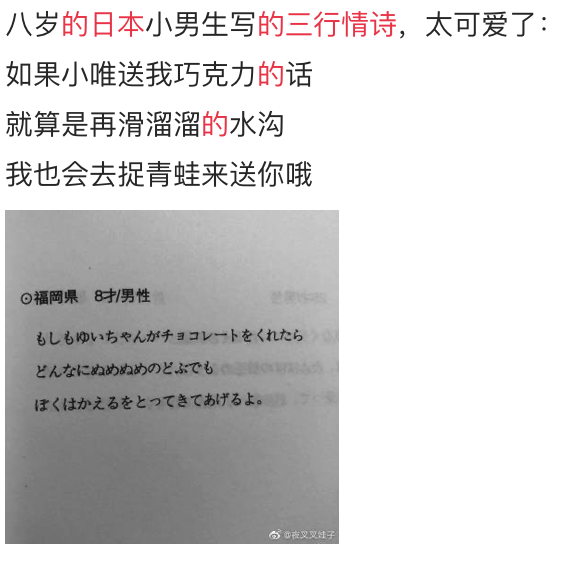 八岁的日本小男生写的三行情诗，太可爱了：
如果小唯送我巧克力的话
就算是再滑溜溜的水沟
我也会去捉青蛙来送你哦
⊙福岡県　8才/男性
もしもゆいちゃんがチョコレートをくれたら
どんなにぬめぬめのどぶでも
ぼくはかえるをとってきてあげるよ。
@夜叉叉娃子